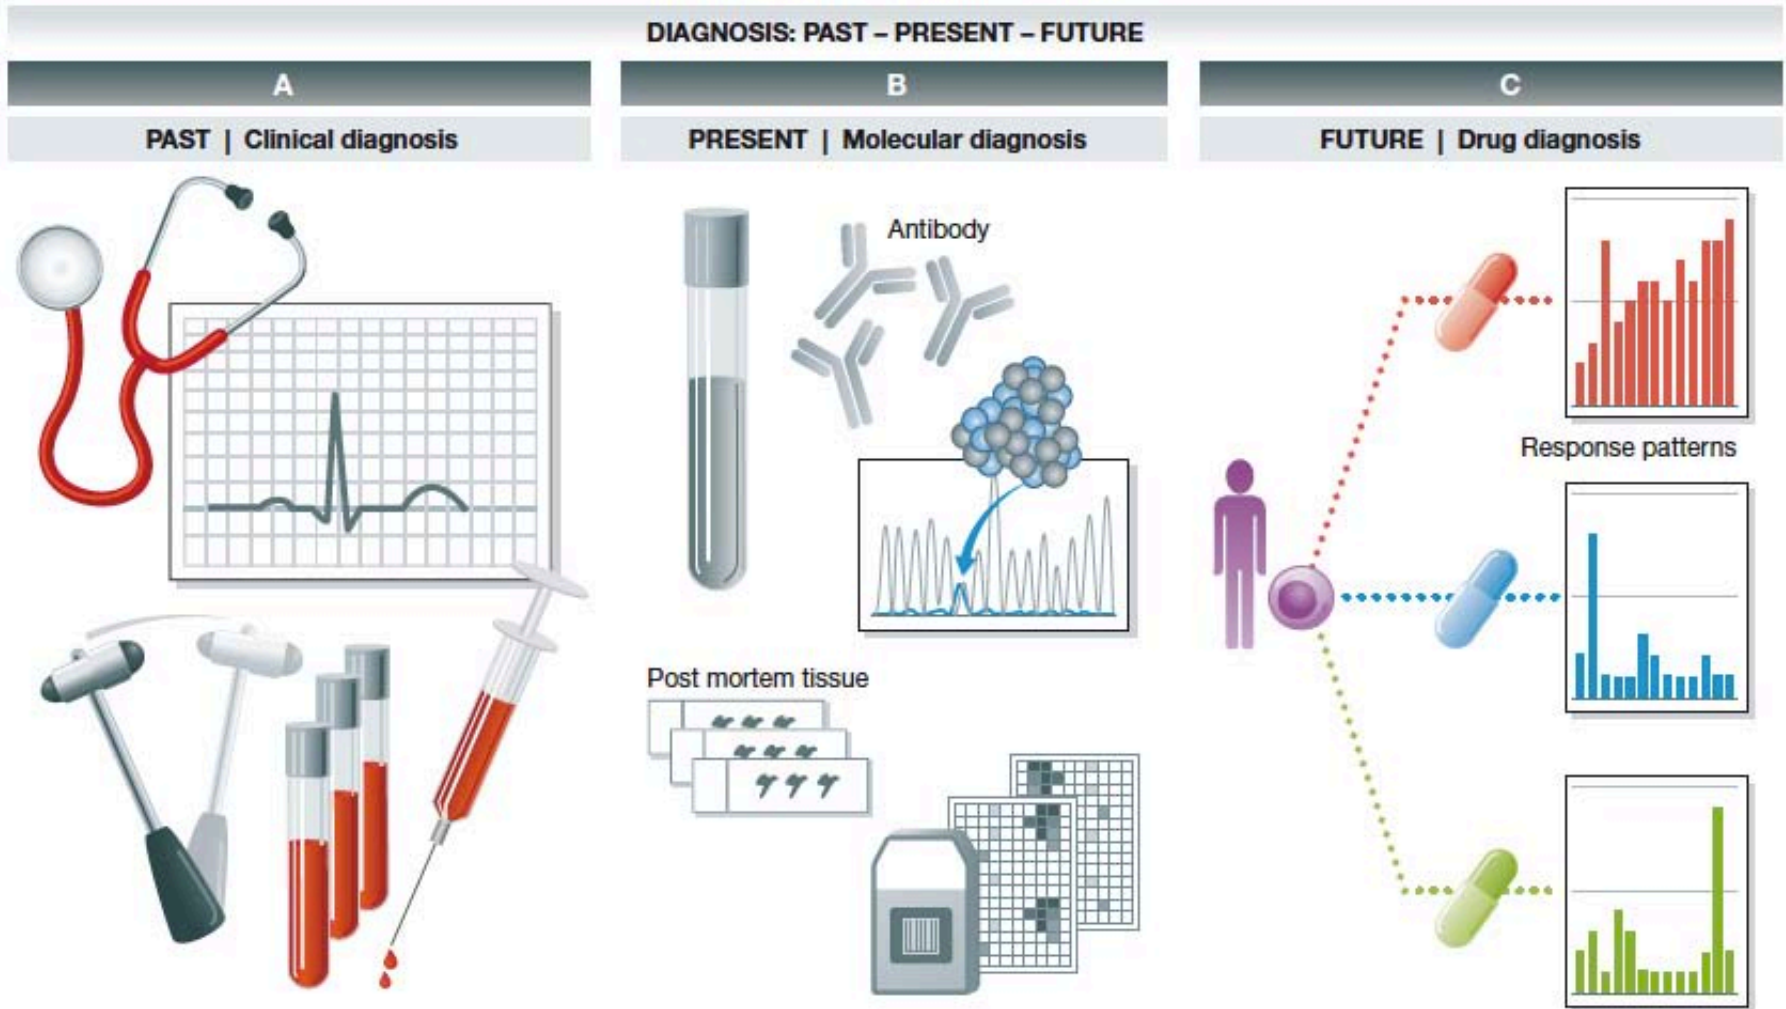 DIAGNOSIS: PAST – PRESENT – FUTURE
A
PAST | Clinical diagnosis
B
PRESENT | Molecular diagnosis
Antibody
Post mortem tissue
C
FUTURE | Drug diagnosis
Response patterns